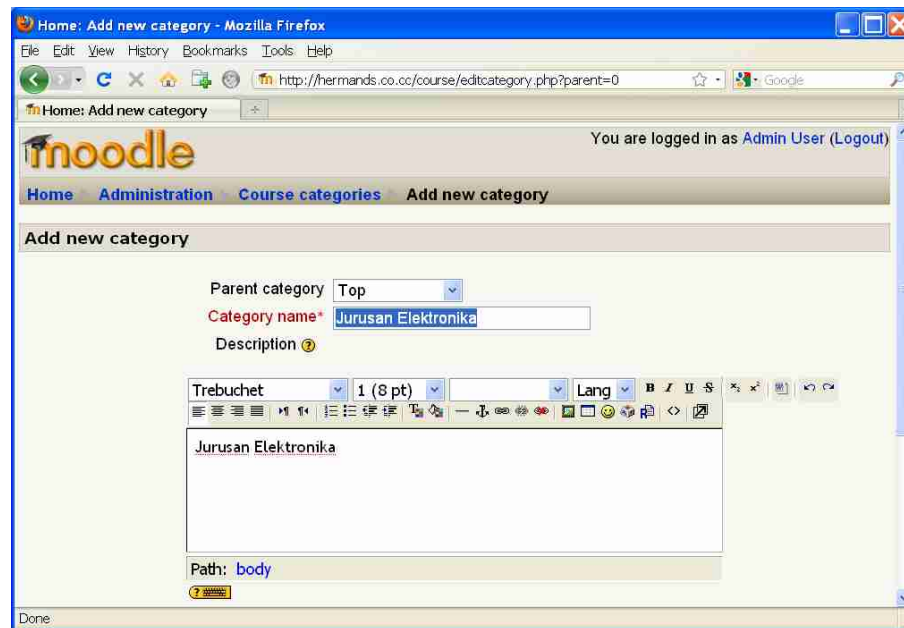 Home: Add new category - Mozilla Firefox
File Edit View History Bookmarks Tools Help
http://hermands.co.cc/course/editcategory.php?parent=0 Google
Home: Add new category
moodle
You are logged in as Admin User (Logout)
Home Administration Course categories Add new category
Add new category
Parent category Top
Category name* Jurusan Elektronika
Description
Trebuchet 1 (8 pt) Lang B I U S
Jurusan Elektronika
Path: body
Done